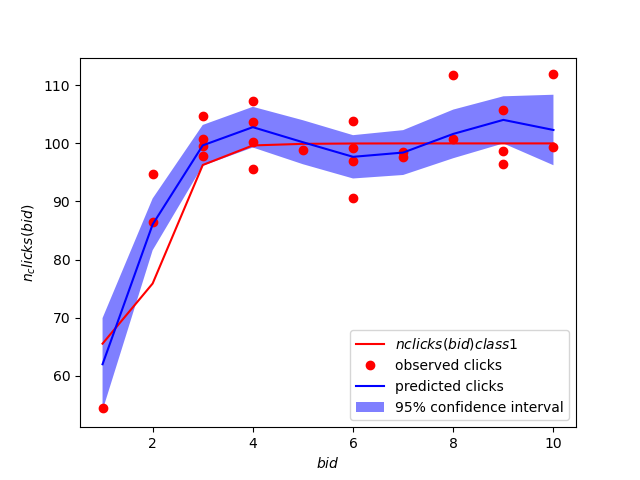 110
100
90
80
70
60
n_clicks(bid)
2
4
6
8
10
bid
nclicks(bid)class1
observed clicks
predicted clicks
95% confidence interval